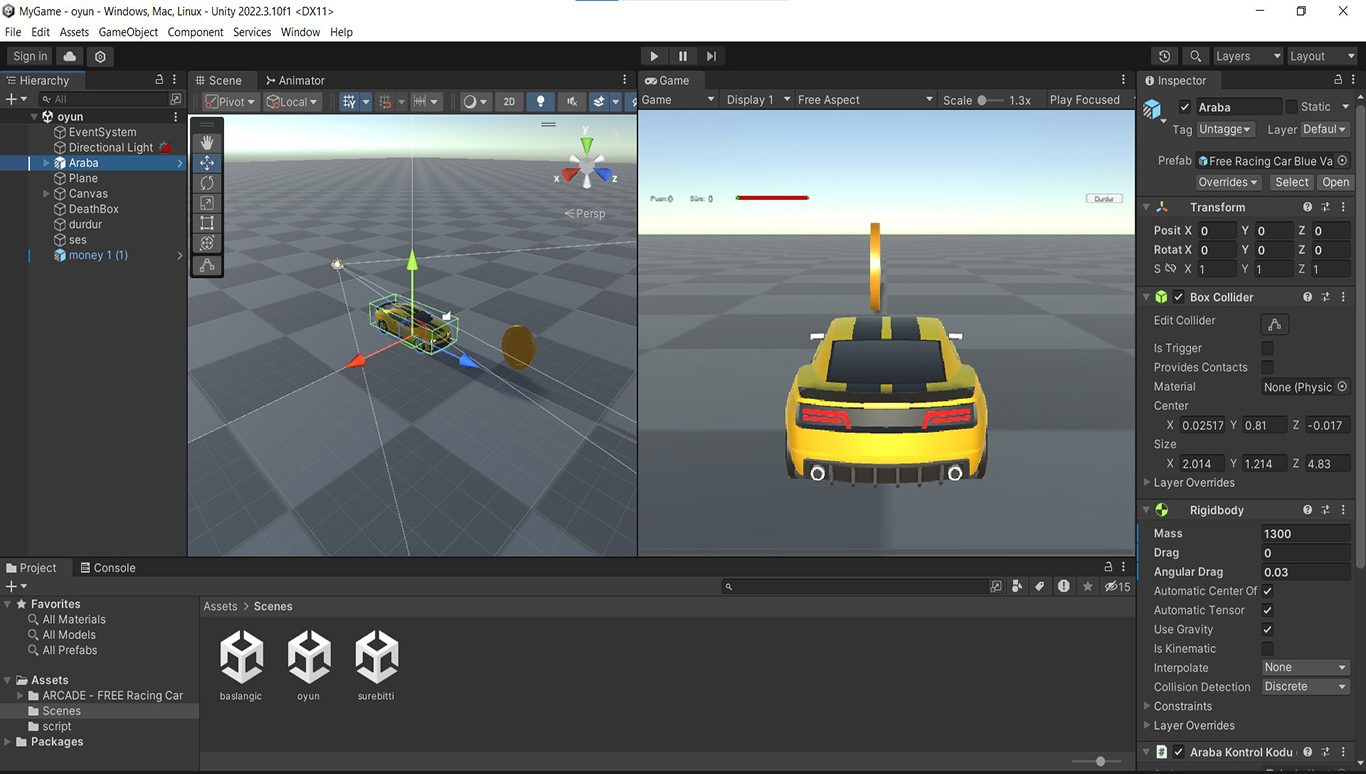 MyGame - oyun - Windows, Mac, Linux - Unity 2022.3.10f1 <DX11>
File Edit Assets GameObject Component Services Window Help
Sign in
Layers Layout
Hierarchy
All
oyun
EventSystem
Directional Light
Araba
Plane
Canvas
DeathBox
durdur
ses
money 1 (1)
Scene Animator
Pivot Local 2D
y
x z
Persp
Game
Game Display 1 Free Aspect Scale 1.3x Play Focused
Puan:0 Süre: 0 Durdur
Inspector
Araba Static
Tag Untagge Layer Defaul
Prefab Free Racing Car Blue Va
Overrides Select Open
Transform
Posit X 0 Y 0 Z 0
Rotat X 0 Y 0 Z 0
S X 1 Y 1 Z 1
Box Collider
Edit Collider
Is Trigger
Provides Contacts
Material None (Physic
Center
X 0.02517 Y 0.81 Z -0.017
Size
X 2.014 Y 1.214 Z 4.83
Layer Overrides
Rigidbody
Mass 1300
Drag 0
Angular Drag 0.03
Automatic Center Of
Automatic Tensor
Use Gravity
Is Kinematic
Interpolate None
Collision Detection Discrete
Constraints
Layer Overrides
# Araba Kontrol Kodu
Project Console
15
Favorites
All Materials
All Models
All Prefabs
Assets
ARCADE - FREE Racing Car
Scenes
script
Packages
Assets > Scenes
baslangic oyun surebitti